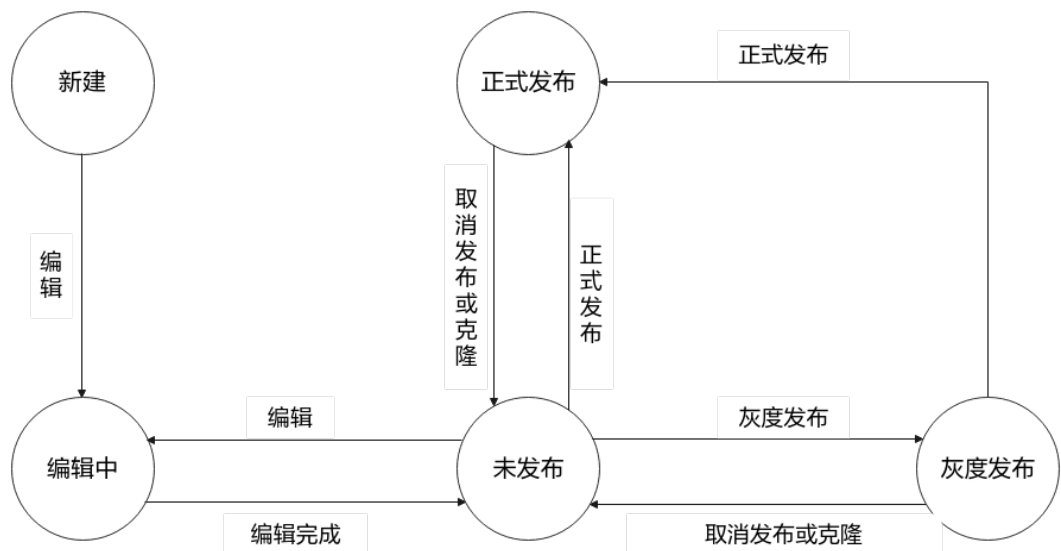 新建
正式发布
正式发布
编辑
取消发布或克隆
正式发布
编辑
灰度发布
编辑中
未发布
灰度发布
编辑完成
取消发布或克隆